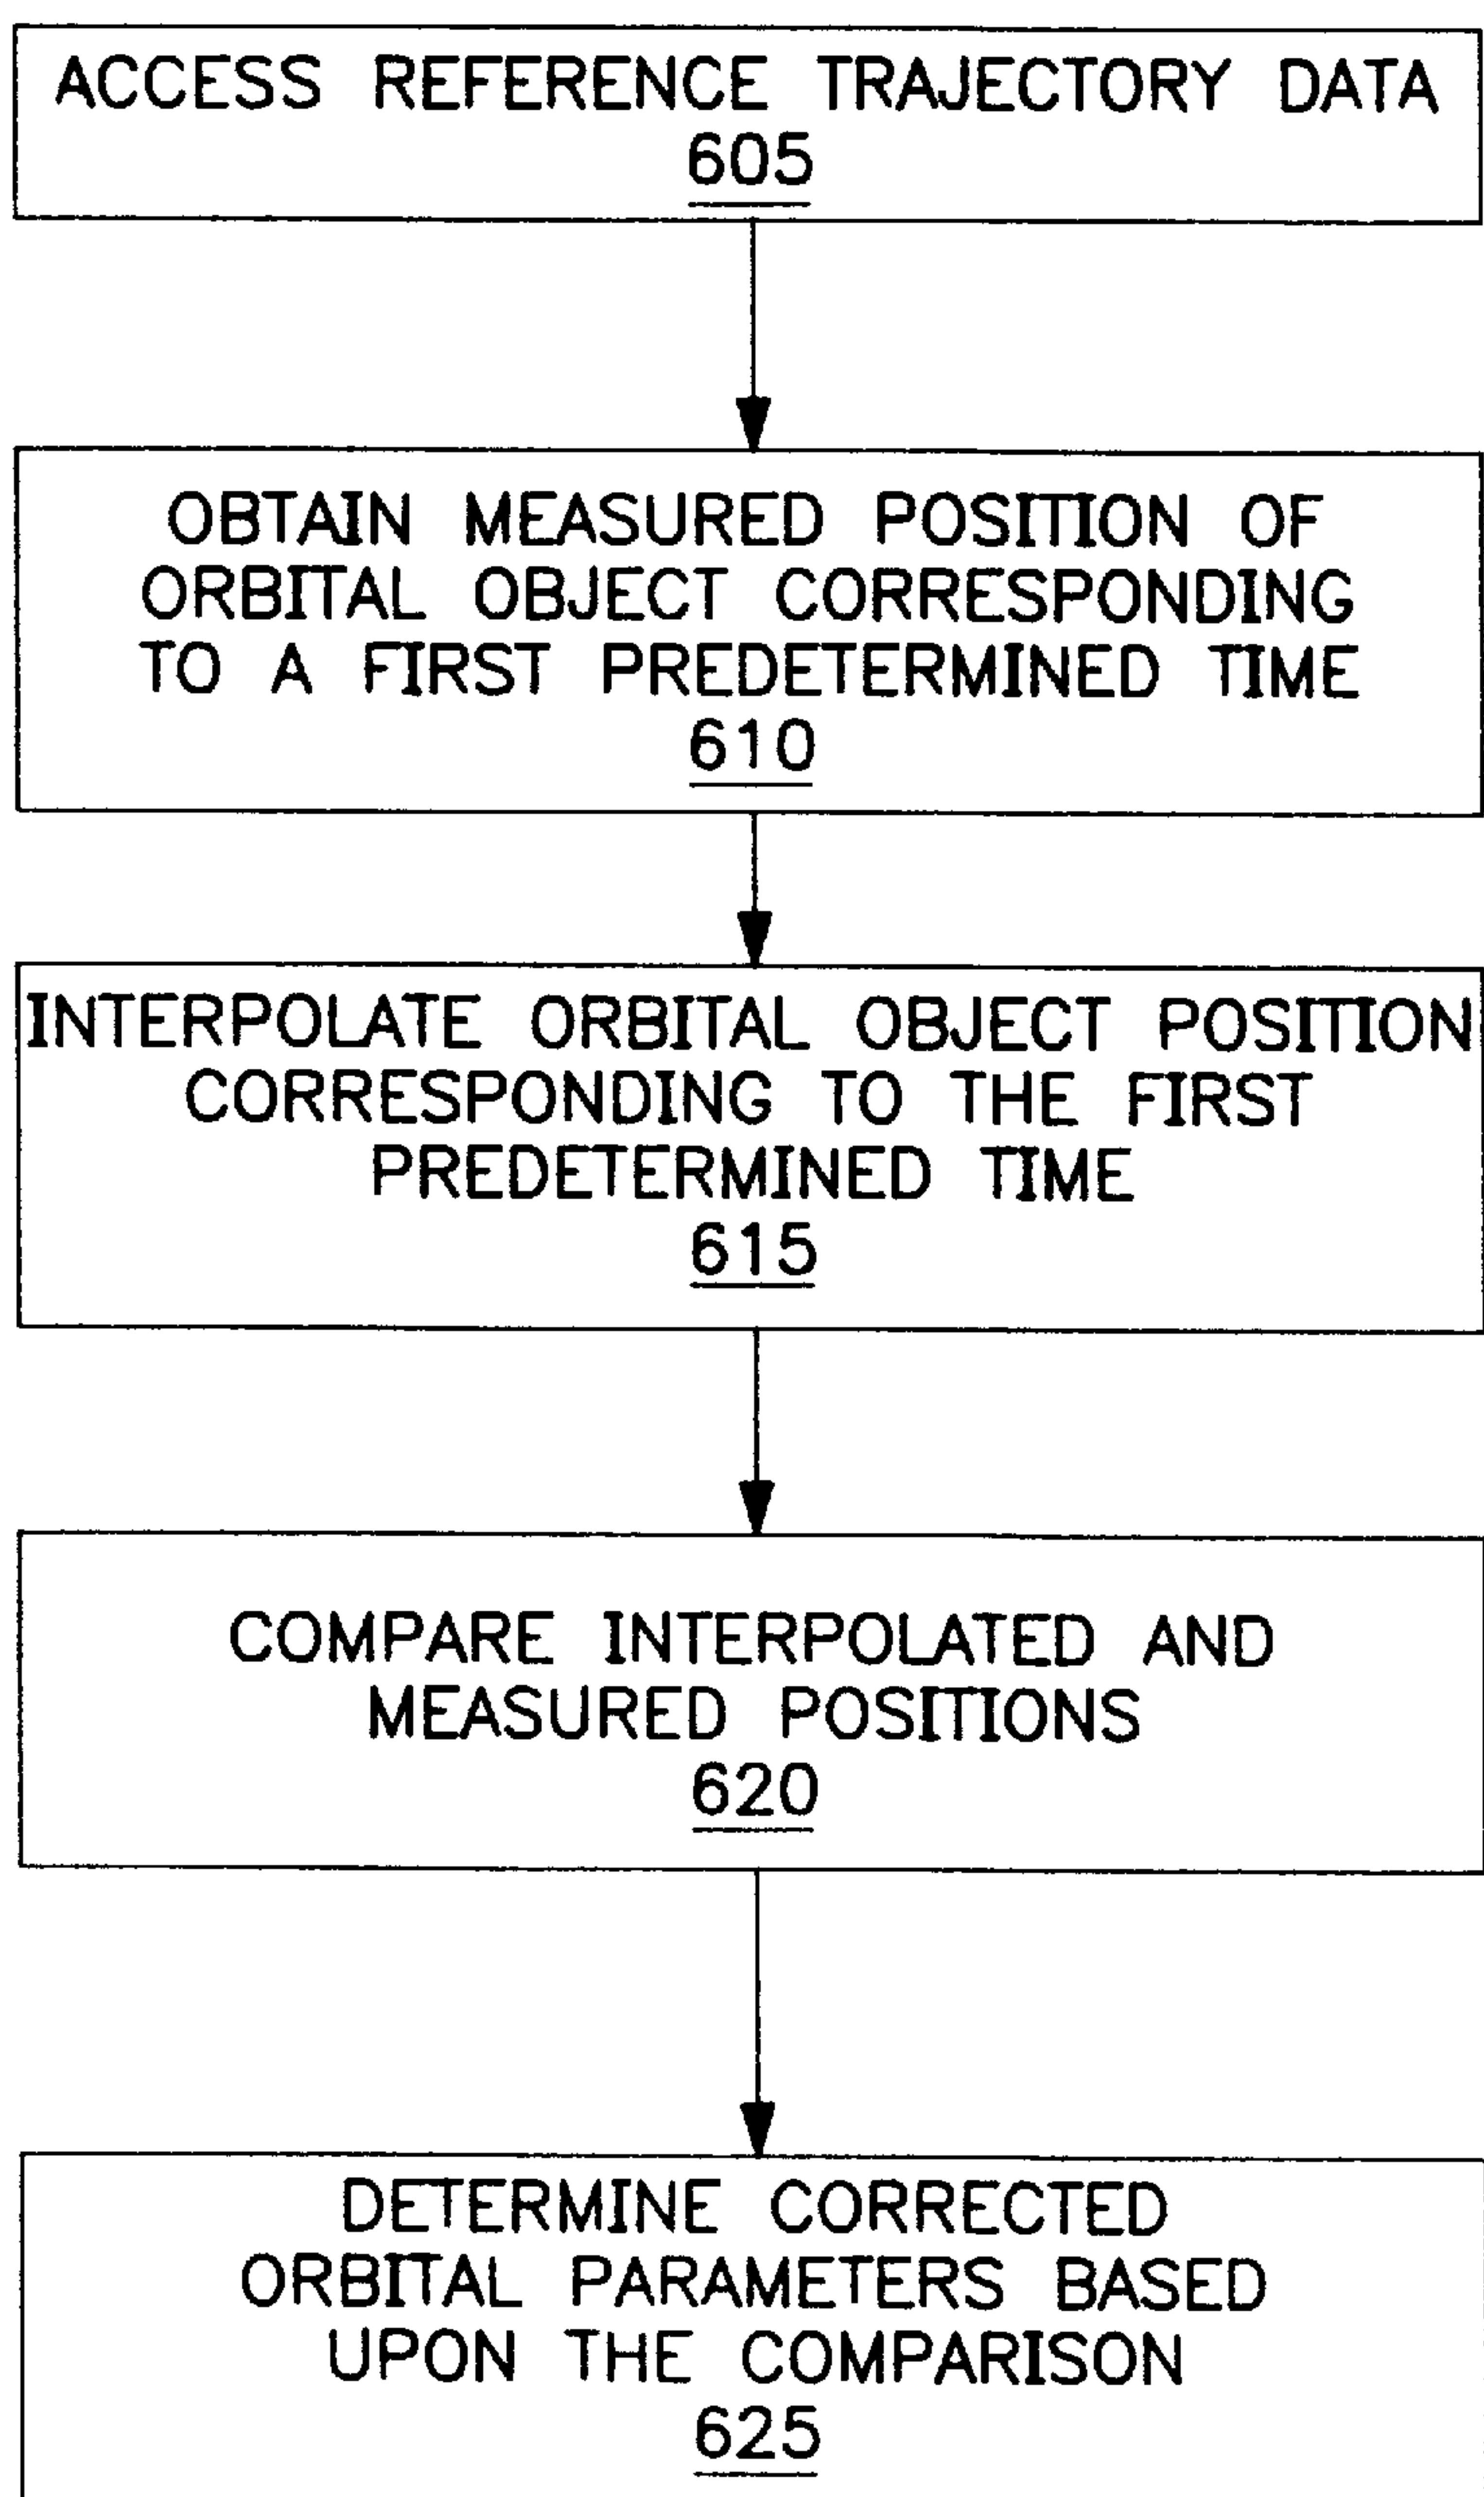 ACCESS REFERENCE TRAJECTORY DATA
605
OBTAIN MEASURED POSITION OF
ORBITAL OBJECT CORRESPONDING
TO A FIRST PREDETERMINED TIME
610
INTERPOLATE ORBITAL OBJECT POSITION
CORRESPONDING TO THE FIRST
PREDETERMINED TIME
615
COMPARE INTERPOLATED AND
MEASURED POSITIONS
620
DETERMINE CORRECTED
ORBITAL PARAMETERS BASED
UPON THE COMPARISON
625